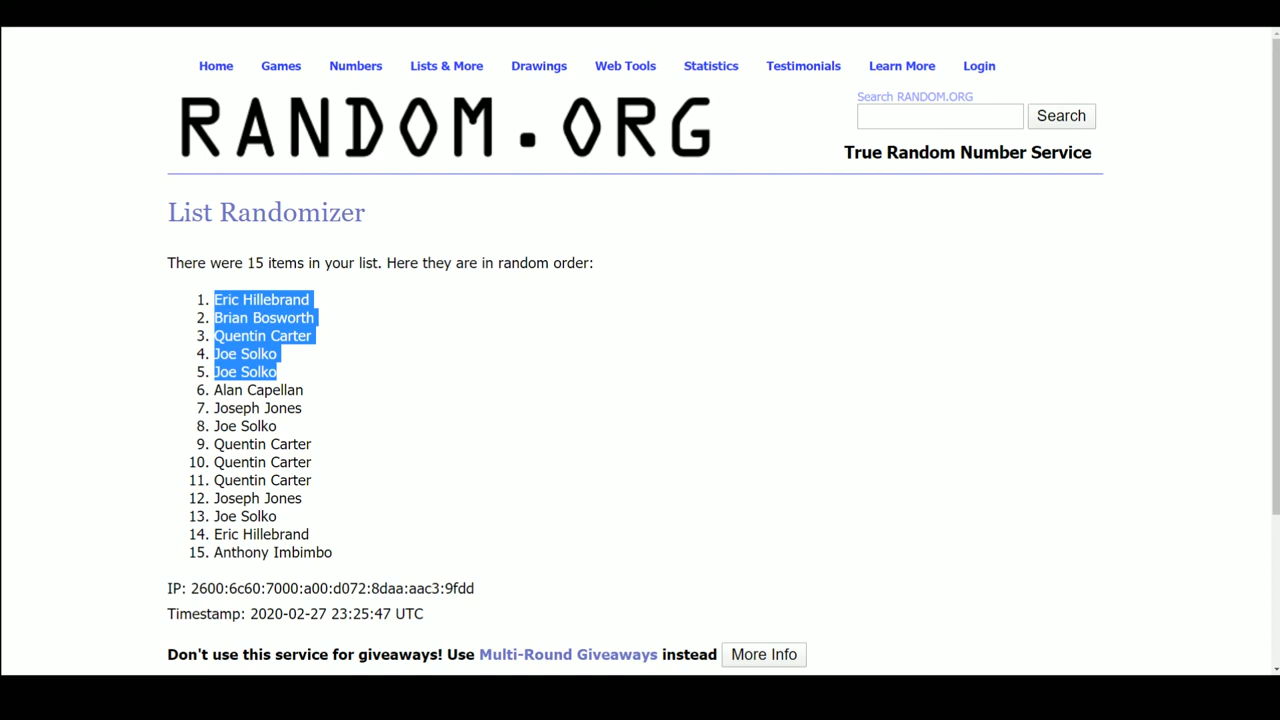 Home Games Numbers Lists & More Drawings Web Tools Statistics Testimonials Learn More Login
RANDOM.ORG
Search RANDOM.ORG
Search
True Random Number Service
List Randomizer
There were 15 items in your list. Here they are in random order:
1. Eric Hillebrand
2. Brian Bosworth
3. Quentin Carter
4. Joe Solko
5. Joe Solko
6. Alan Capellan
7. Joseph Jones
8. Joe Solko
9. Quentin Carter
10. Quentin Carter
11. Quentin Carter
12. Joseph Jones
13. Joe Solko
14. Eric Hillebrand
15. Anthony Imbimbo
IP: 2600:6c60:7000:a00:d072:8daa:aac3:9fdd
Timestamp: 2020-02-27 23:25:47 UTC
Don't use this service for giveaways! Use Multi-Round Giveaways instead More Info